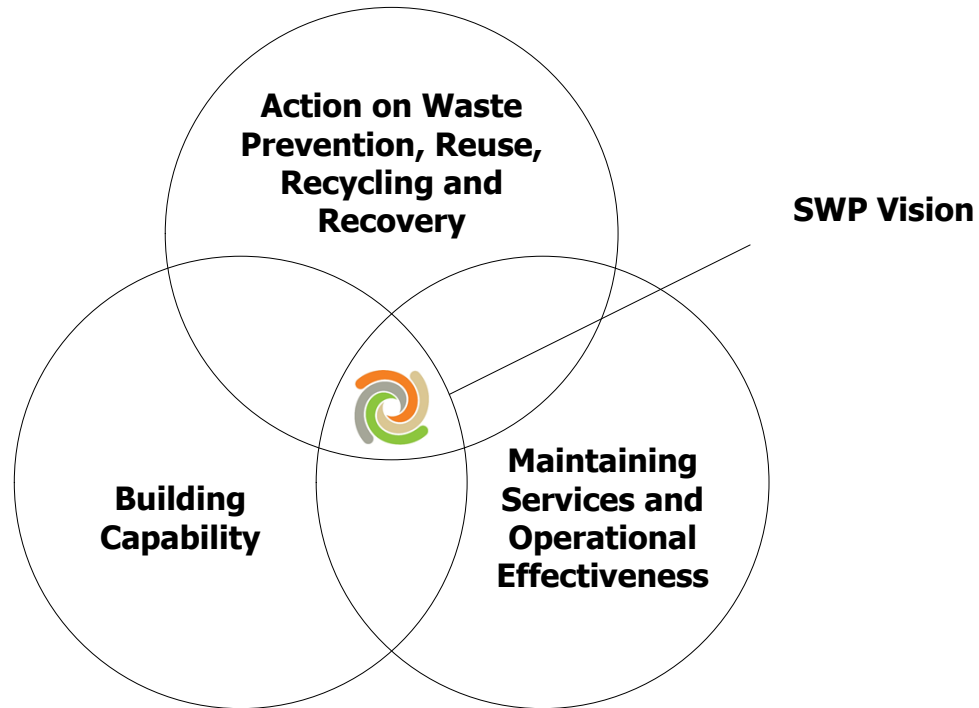 Action on Waste
Prevention, Reuse,
Recycling and
Recovery
SWP Vision
Building
Capability
Maintaining
Services and
Operational
Effectiveness